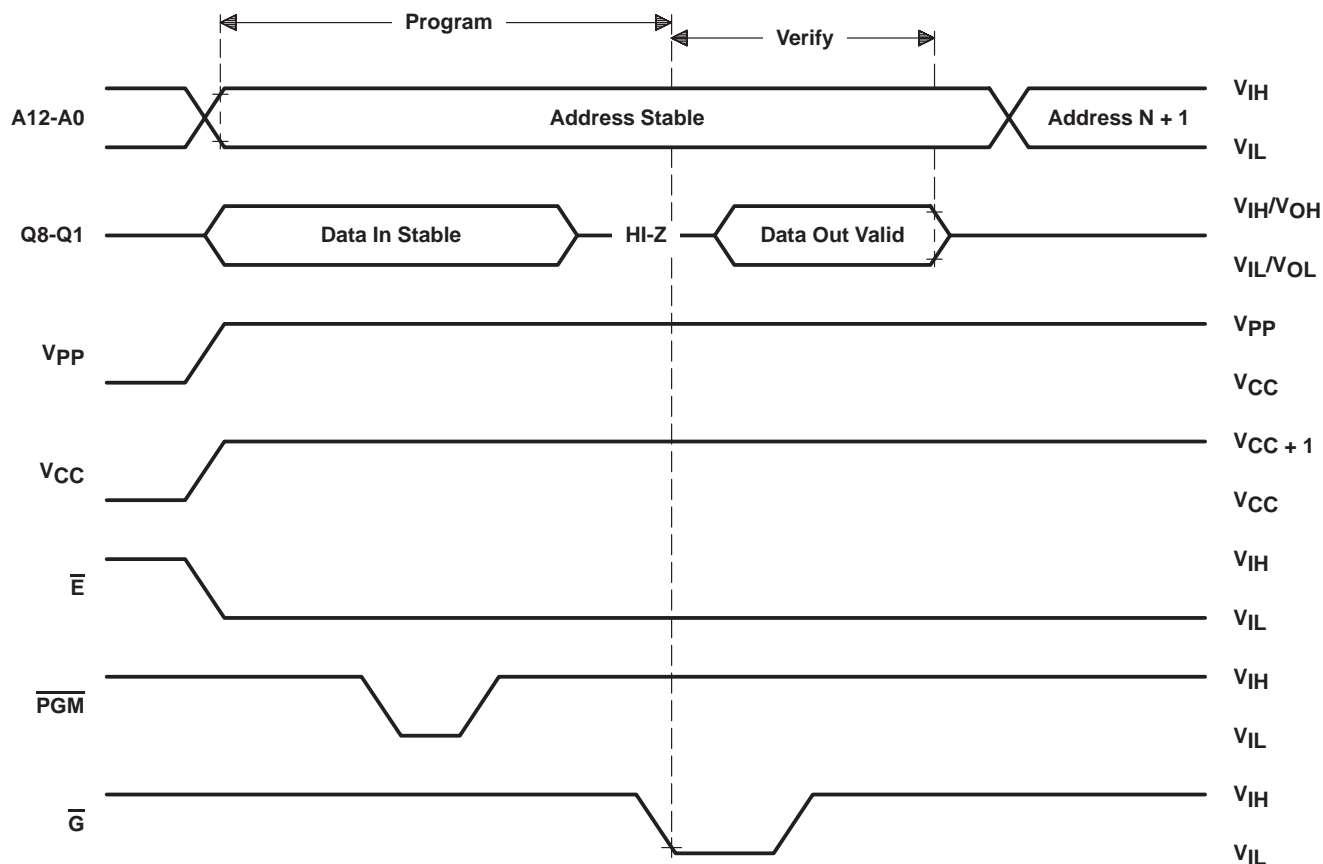 Program
Verify
A12-A0
Address Stable
Address N + 1
VIH
VIL
Q8-Q1
Data In Stable
HI-Z
Data Out Valid
VIH/VOH
VIL/VOL
VPP
VPP
VCC
VCC
VCC + 1
VCC
E
VIH
VIL
PGM
VIH
VIL
G
VIH
VIL